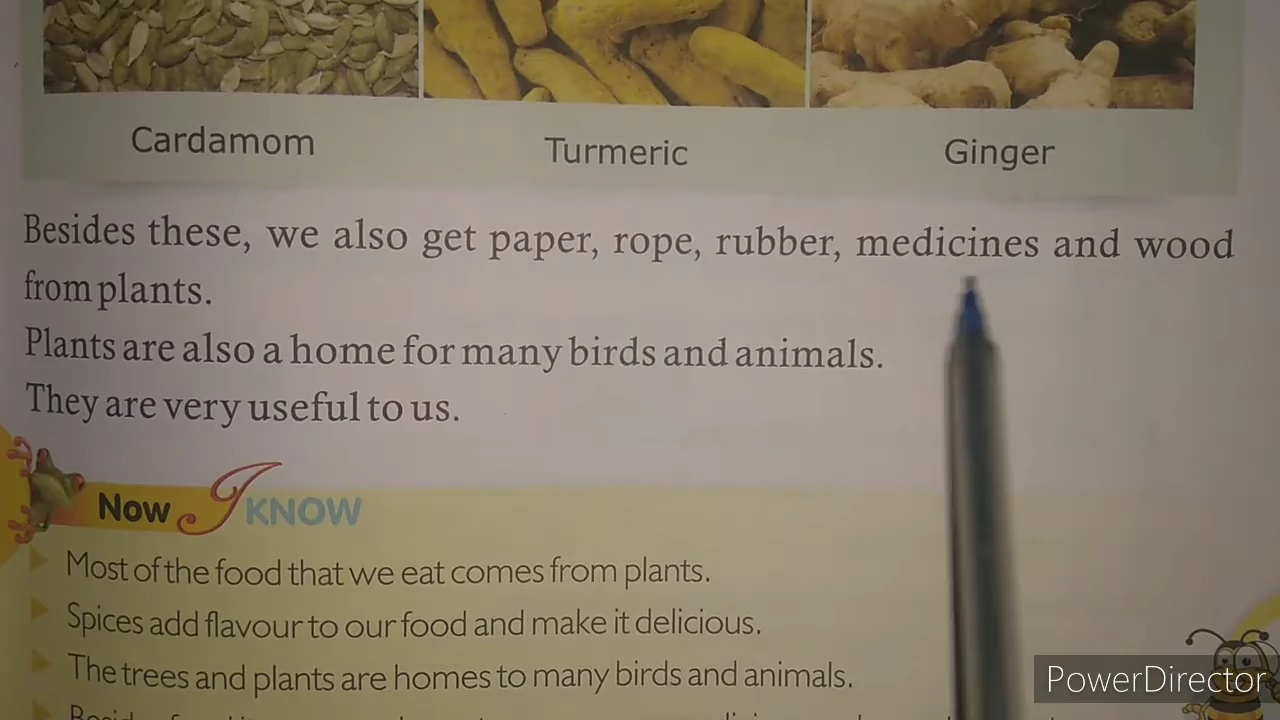 Cardamom Turmeric Ginger
Besides these, we also get paper, rope, rubber, medicines and wood
from plants.
Plants are also a home for many birds and animals.
They are very useful to us.
Now I KNOW
Most of the food that we eat comes from plants.
Spices add flavour to our food and make it delicious.
The trees and plants are homes to many birds and animals.
PowerDirector